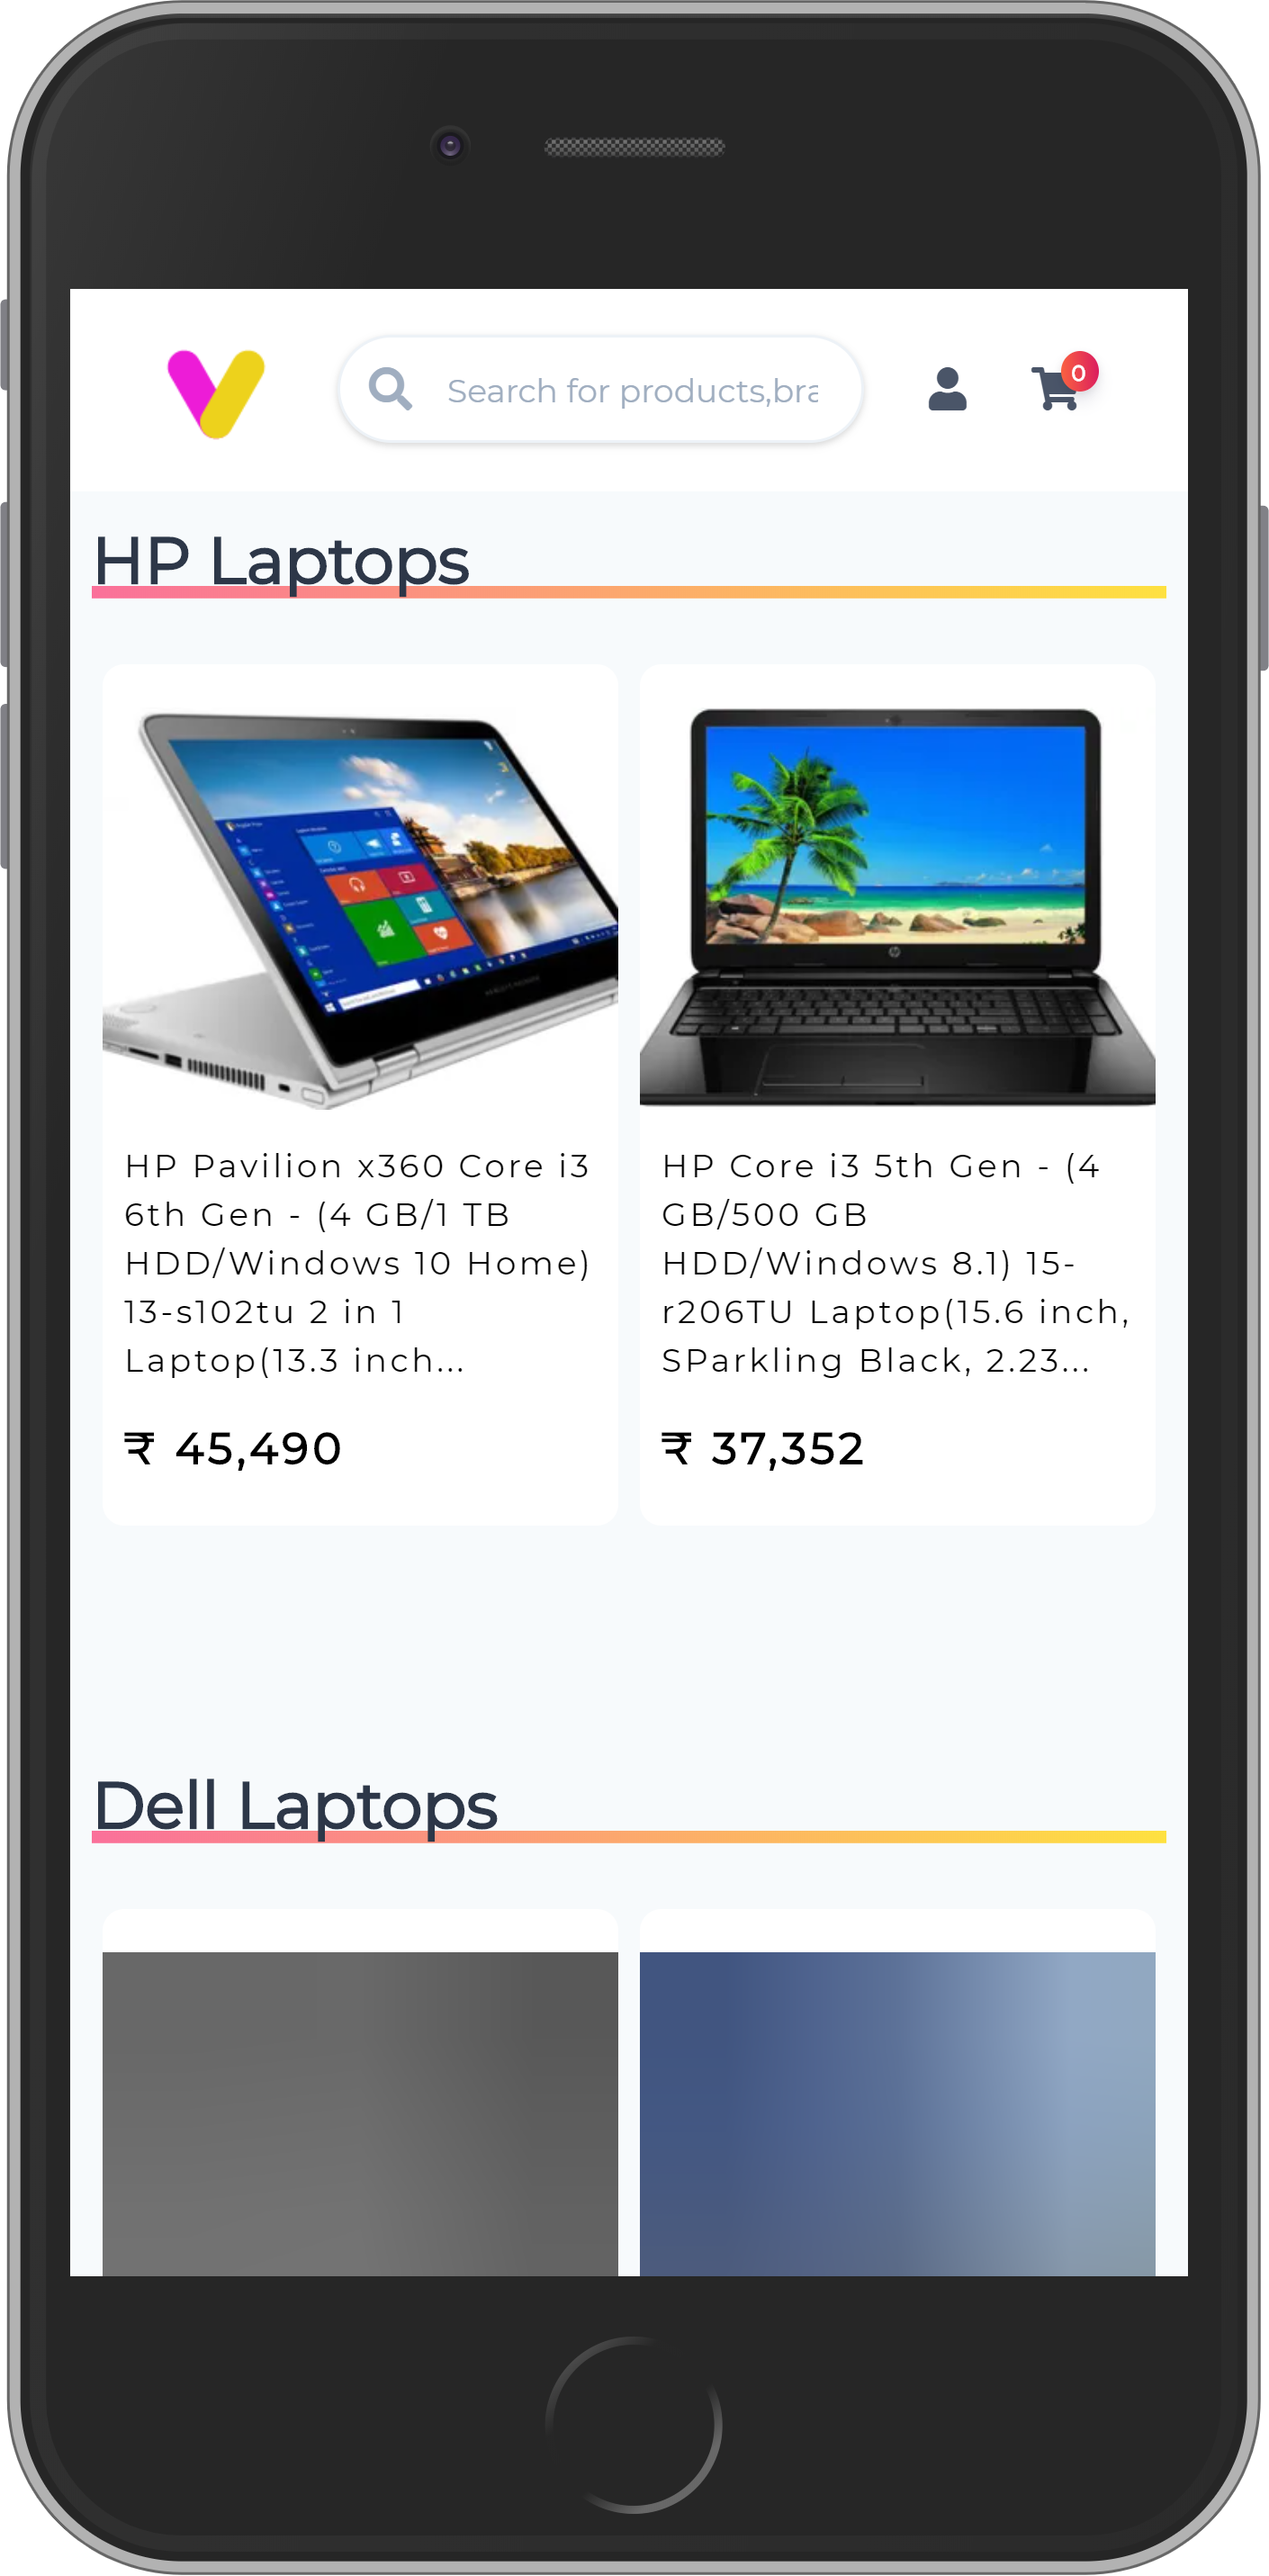 Search for products,bra
0
HP Laptops
HP Pavilion x360 Core i3
6th Gen - (4 GB/1 TB
HDD/Windows 10 Home)
13-s102tu 2 in 1
Laptop(13.3 inch...
₹ 45,490
HP Core i3 5th Gen - (4
GB/500 GB
HDD/Windows 8.1) 15-
r206TU Laptop(15.6 inch,
SParkling Black, 2.23...
₹ 37,352
Dell Laptops